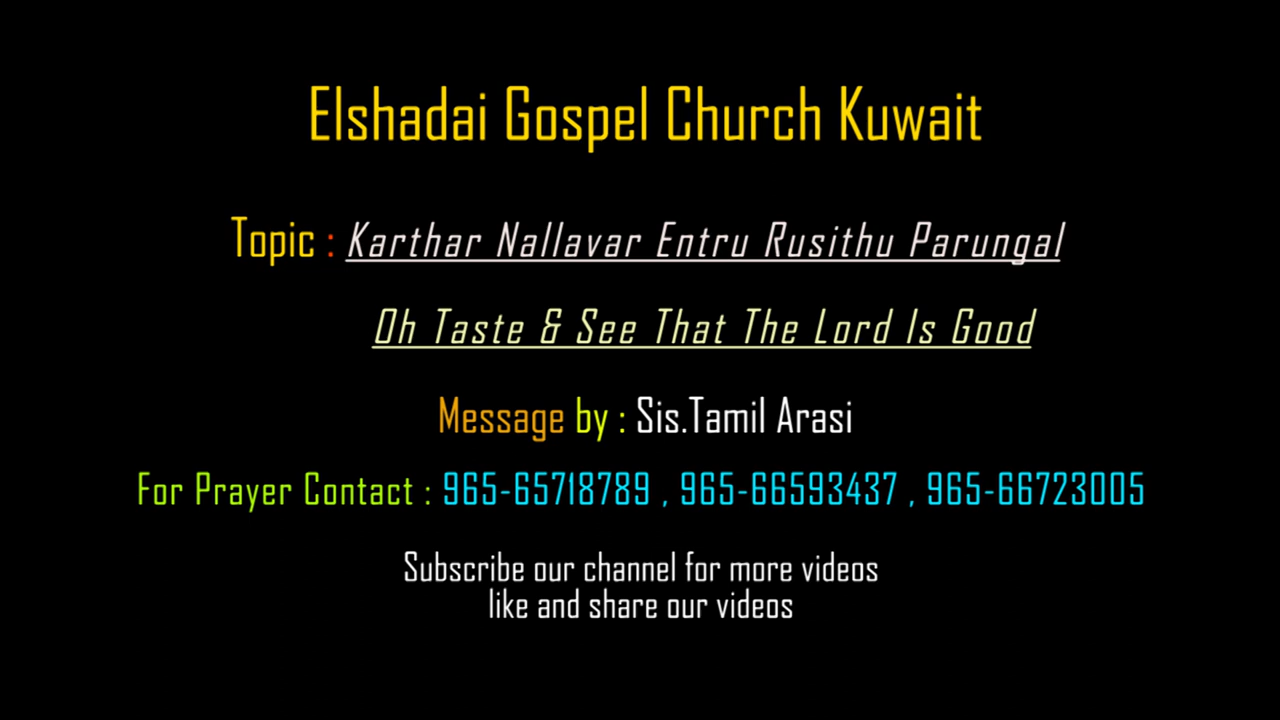 Elshadai Gospel Church Kuwait
Topic : Karthar Nallavar Entru Rusithu Parungal
Oh Taste & See That The Lord Is Good
Message by : Sis.Tamil Arasi
For Prayer Contact : 965-65718789 , 965-66593437 , 965-66723005
Subscribe our channel for more videos
like and share our videos